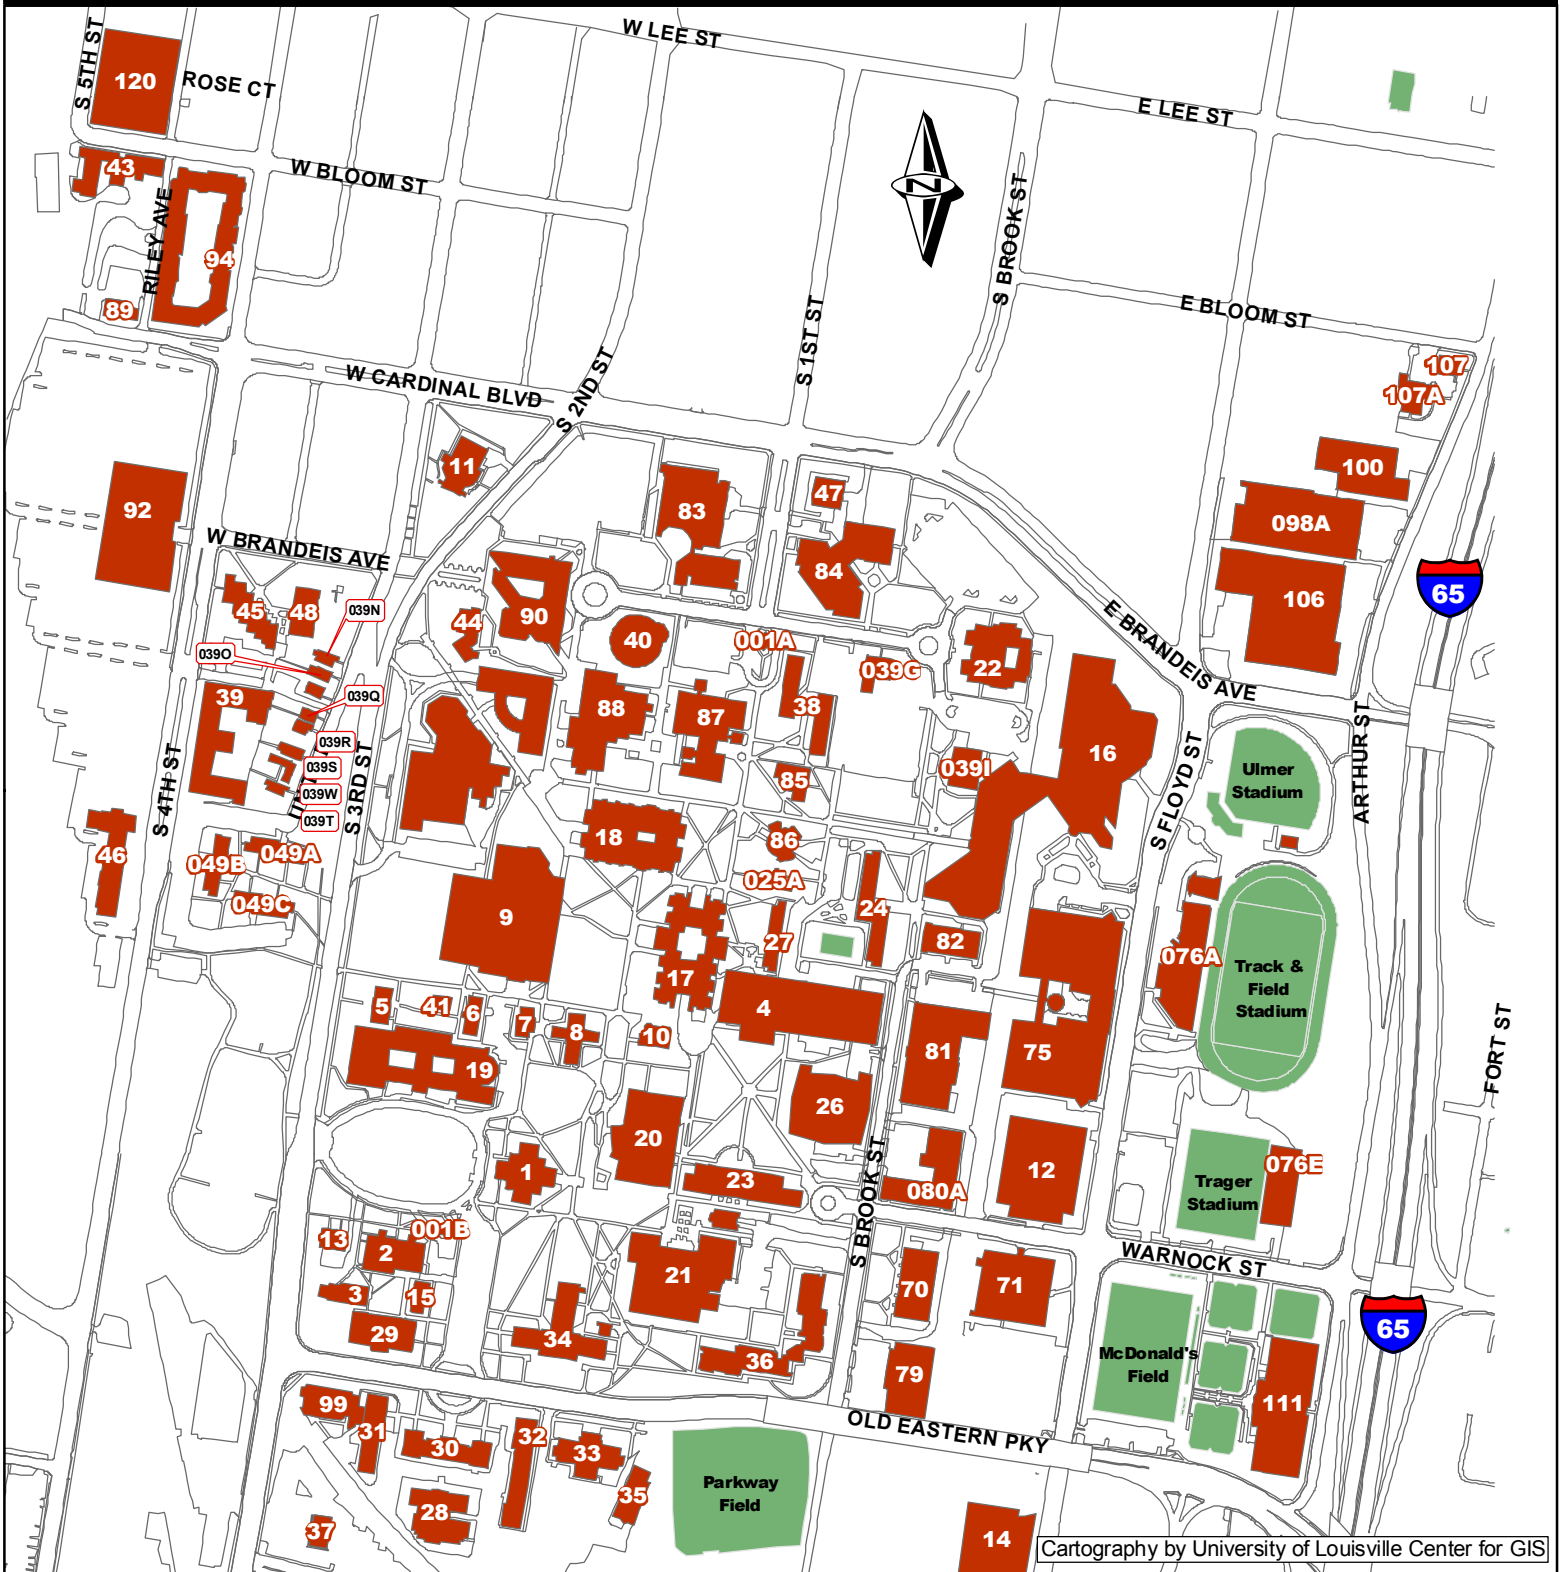 W LEE ST
S 5TH ST
120
ROSE CT
E LEE ST
43
W BLOOM ST
RILEY AVE
94
N
S BROOK ST
89
E BLOOM ST
S 1ST ST
107
107A
W CARDINAL BLVD
S 2ND ST
11
100
92
83
47
098A
W BRANDEIS AVE
84
65
106
45
48
039N
44
90
40
001A
E BRANDEIS AVE
039O
039G
22
39
039Q
88
87
38
16
039R
S 4TH ST
S 3RD ST
039S
039I
85
Ulmer
Stadium
ARTHUR ST
S FLOYD ST
039W
039T
18
86
46
049B
049A
025A
049C
9
24
27
82
076A
17
Track &
Field
Stadium
5
41
6
7
8
10
4
81
75
19
FORT ST
26
20
1
23
S BROOK ST
080A
12
076E
Trager
Stadium
13
001B
2
WARNOCK ST
21
3
15
70
71
65
29
34
36
McDonald's
Field
79
99
111
31
30
32
33
OLD EASTERN PKY
35
Parkway
Field
28
37
14
Cartography by University of Louisville Center for GIS